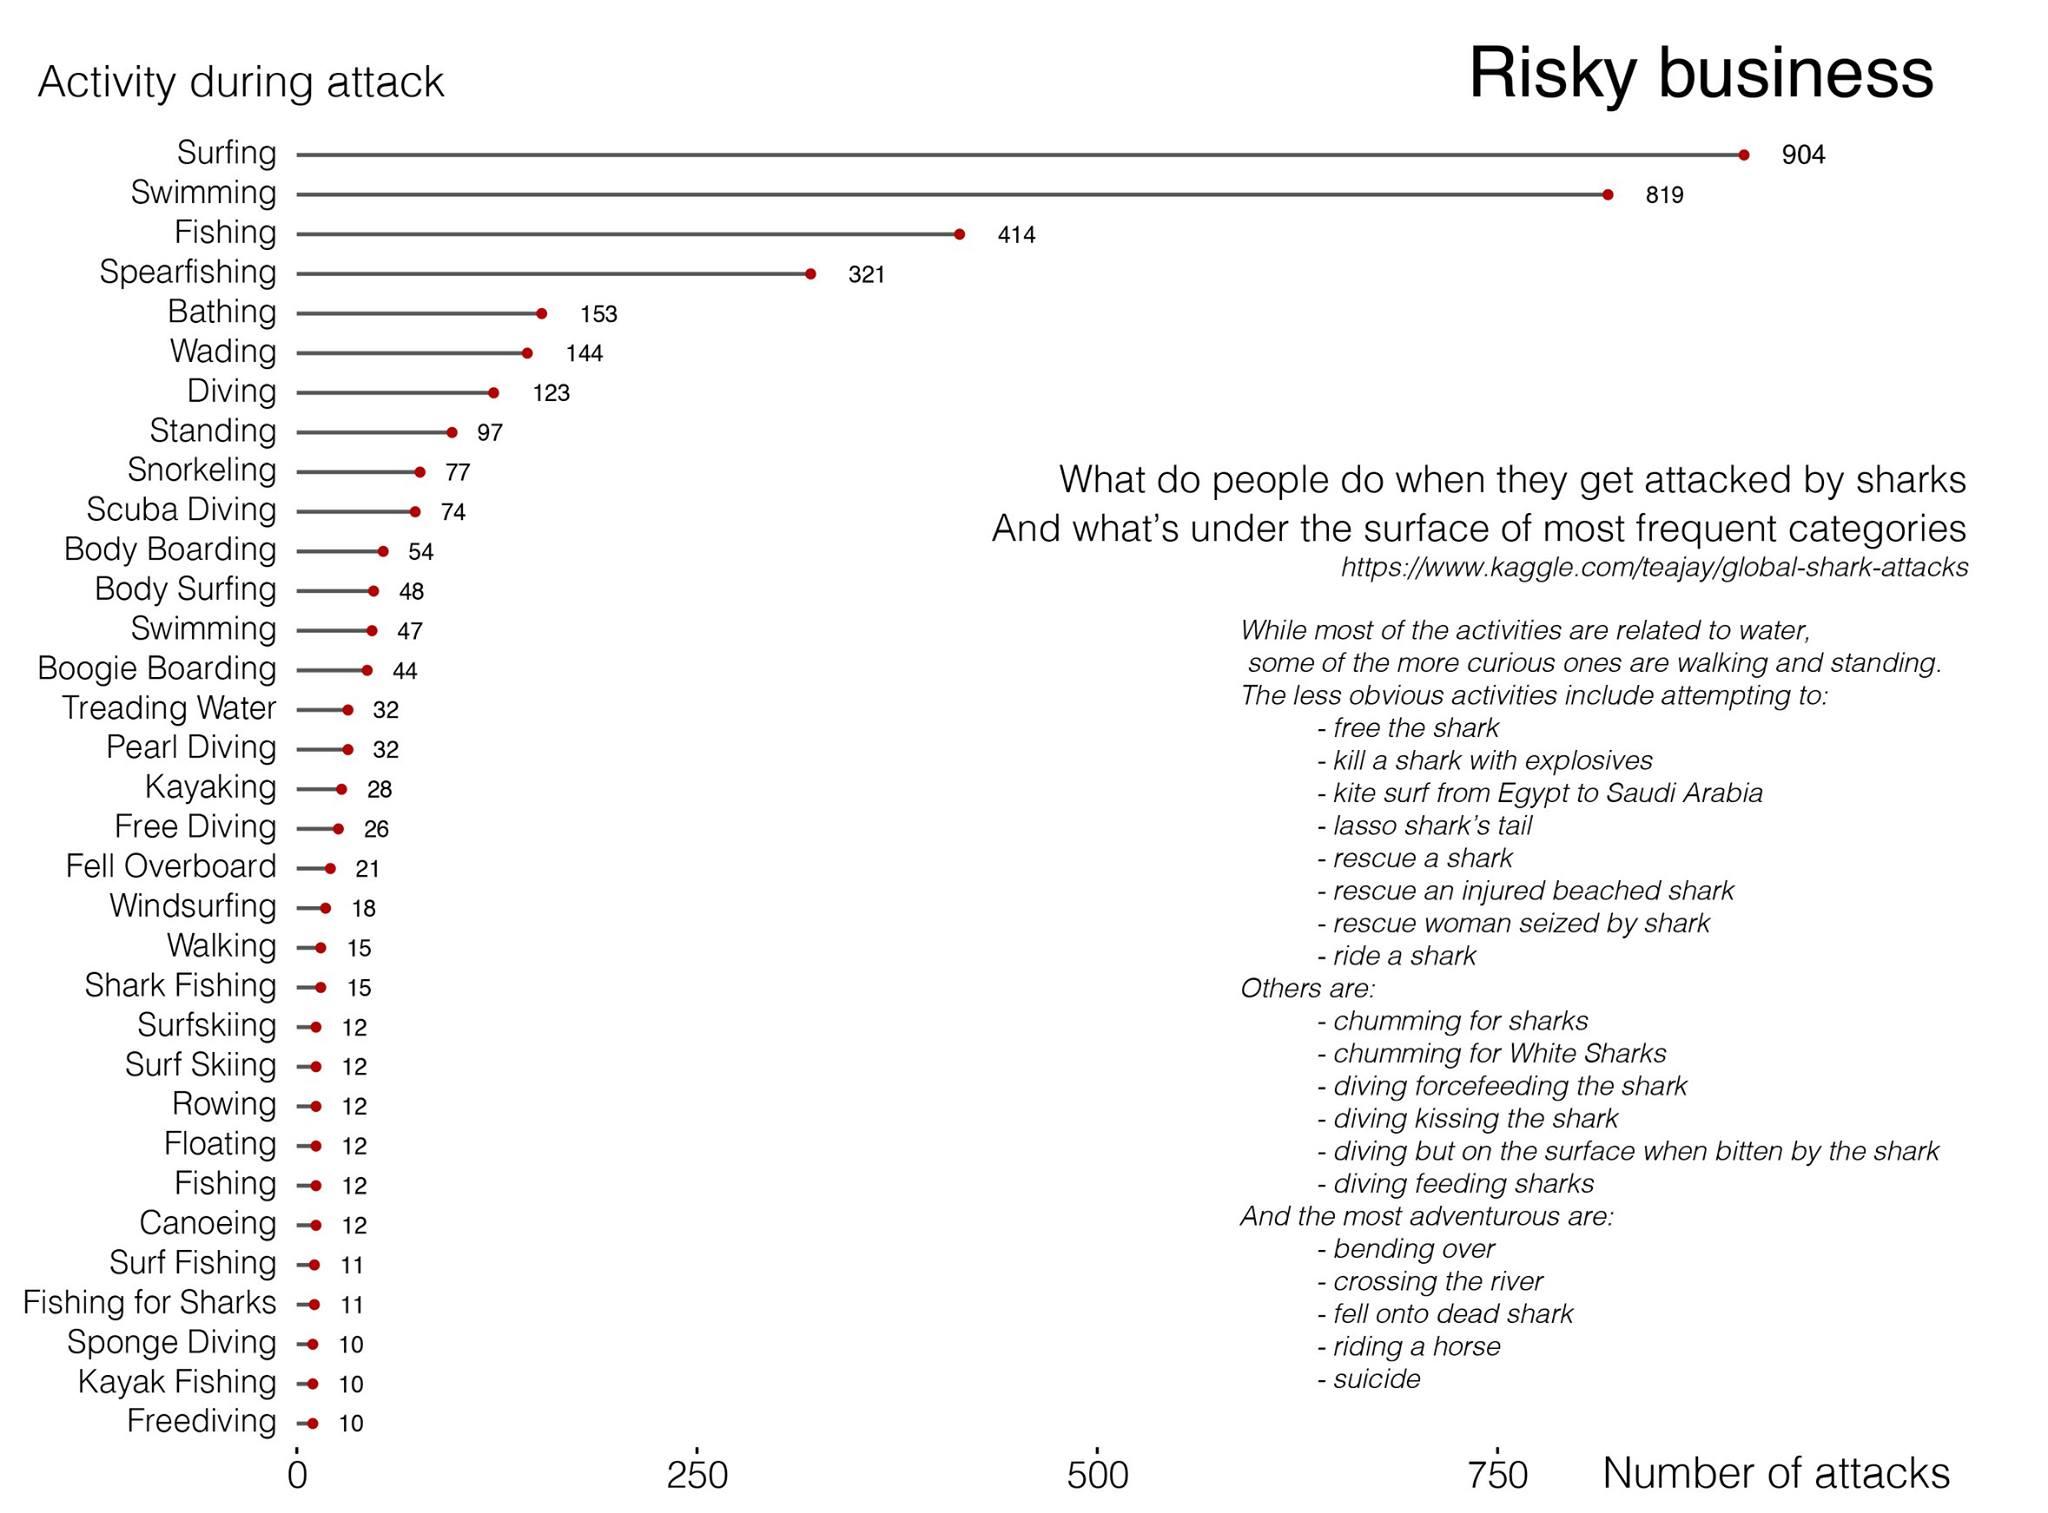 Activity during attack
Risky business
Surfing 904
Swimming 819
Fishing 414
Spearfishing 321
Bathing 153
Wading 144
Diving 123
Standing 97
Snorkeling 77
Scuba Diving 74
Body Boarding 54
Body Surfing 48
Swimming 47
Boogie Boarding 44
Treading Water 32
Pearl Diving 32
Kayaking 28
Free Diving 26
Fell Overboard 21
Windsurfing 18
Walking 15
Shark Fishing 15
Surfskiing 12
Surf Skiing 12
Rowing 12
Floating 12
Fishing 12
Canoeing 12
Surf Fishing 11
Fishing for Sharks 11
Sponge Diving 10
Kayak Fishing 10
Freediving 10
0 250 500 750 Number of attacks
What do people do when they get attacked by sharks
And what’s under the surface of most frequent categories
https://www.kaggle.com/teajay/global-shark-attacks
While most of the activities are related to water,
some of the more curious ones are walking and standing.
The less obvious activities include attempting to:
- free the shark
- kill a shark with explosives
- kite surf from Egypt to Saudi Arabia
- lasso shark’s tail
- rescue a shark
- rescue an injured beached shark
- rescue woman seized by shark
- ride a shark
Others are:
- chumming for sharks
- chumming for White Sharks
- diving forcefeeding the shark
- diving kissing the shark
- diving but on the surface when bitten by the shark
- diving feeding sharks
And the most adventurous are:
- bending over
- crossing the river
- fell onto dead shark
- riding a horse
- suicide